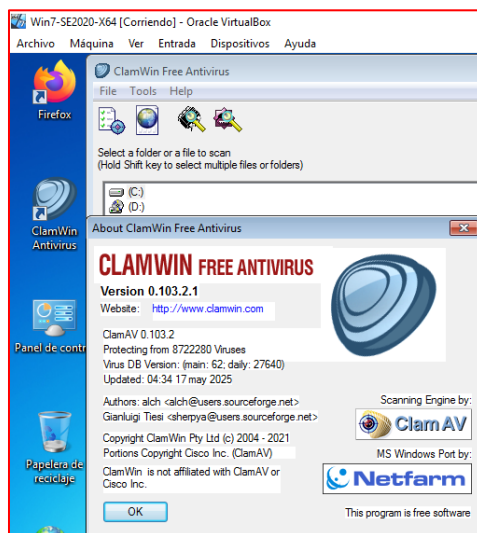 Win7-SE2020-X64 [Corriendo] - Oracle VirtualBox
Archivo Máquina Ver Entrada Dispositivos Ayuda
Firefox
ClamWin Antivirus
Panel de contr
Papelera de reciclaje
ClamWin Free Antivirus
File Tools Help
Select a folder or a file to scan
(Hold Shift key to select multiple files or folders)
(C:)
(D:)
About ClamWin Free Antivirus
CLAMWIN FREE ANTIVIRUS
Version 0.103.2.1
Website: http://www.clamwin.com
ClamAV 0.103.2
Protecting from 8722280 Viruses
Virus DB Version: (main: 62; daily: 27640)
Updated: 04:34 17 may 2025
Authors: alch <alch@users.sourceforge.net>
Gianluigi Tiesi <sherpya@users.sourceforge.net>
Copyright ClamWin Pty Ltd (c) 2004 - 2021
Portions Copyright Cisco Inc. (ClamAV)
ClamWin is not affiliated with ClamAV or
Cisco Inc.
OK
Scanning Engine by:
ClamAV
MS Windows Port by:
Netfarm
This program is free software